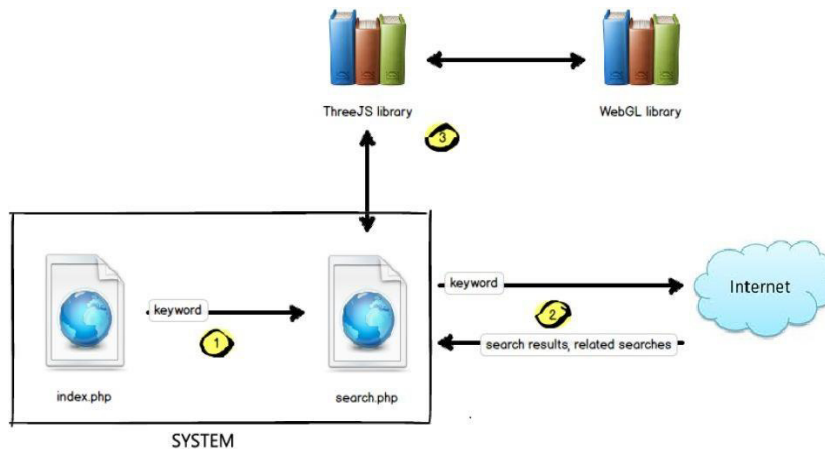 ThreeJS library
WebGL library
3
keyword
1
index.php
search.php
keyword
2
search results, related searches
Internet
SYSTEM